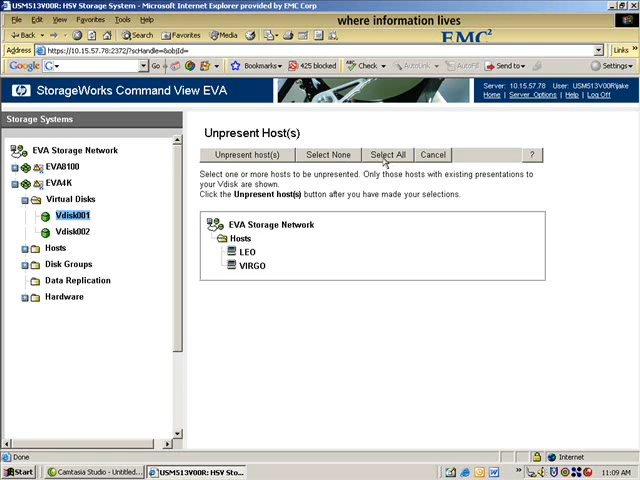 USM513V00R: HSV Storage System - Microsoft Internet Explorer provided by EMC Corp
File Edit View Favorites Tools Help
where information lives
Back Search Favorites Media
EMC²
Address https://10.15.57.78:2372/?scHandle=&objId= Links
Google Go Bookmarks 425 blocked Check AutoLink AutoFill Send to Settings
hp StorageWorks Command View EVA
Server: 10.15.57.78 User: USM513V00R\jske
Home | Server Options | Help | Log Off
Storage Systems
EVA Storage Network
EVA8100
EVA4K
Virtual Disks
Vdisk001
Vdisk002
Hosts
Disk Groups
Data Replication
Hardware
Unpresent Host(s)
Unpresent host(s) Select None Select All Cancel ?
Select one or more hosts to be unpresented. Only those hosts with existing presentations to
your Vdisk are shown.
Click the Unpresent host(s) button after you have made your selections.
EVA Storage Network
Hosts
LEO
VIRGO
Done Internet
Start Camtasia Studio - Untitled... USM513V00R: HSV Sto... 11:09 AM